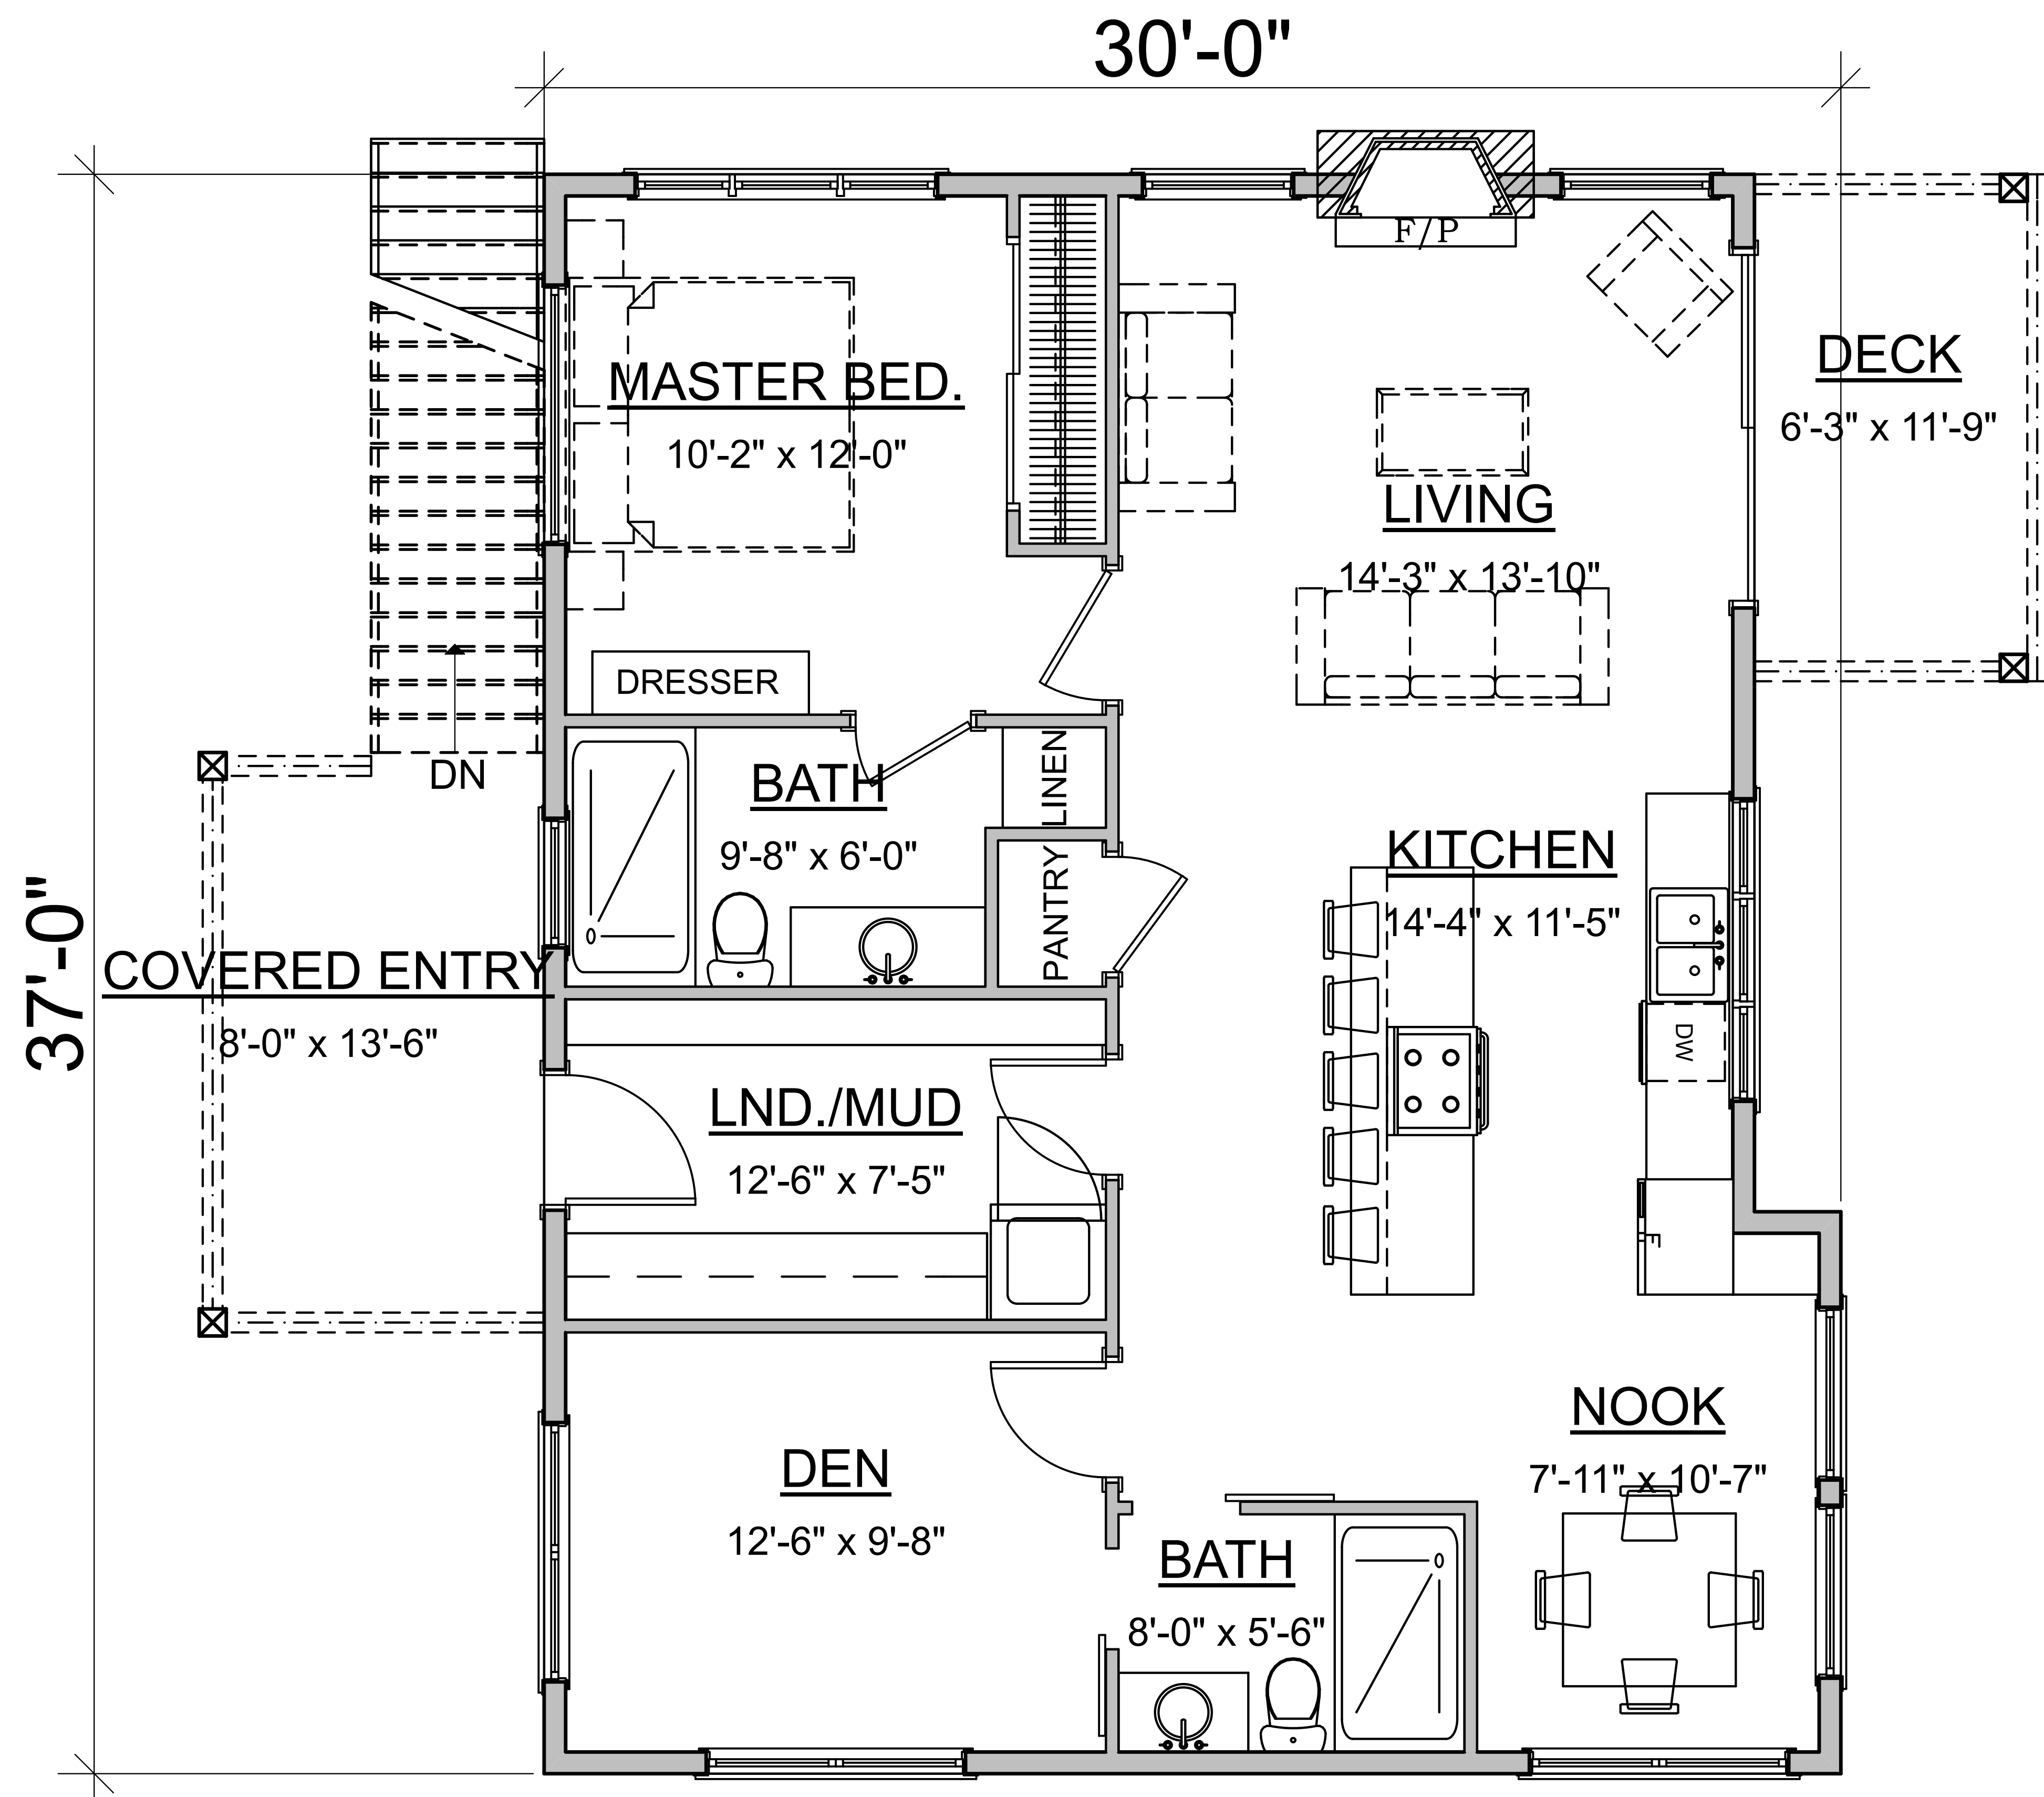 30'-0"
37'-0"
F/P
MASTER BED.
10'-2" x 12'-0"
DECK
6'-3" x 11'-9"
LIVING
14'-3" x 13'-10"
DRESSER
DN
BATH
9'-8" x 6'-0"
LINEN
PANTRY
KITCHEN
14'-4" x 11'-5"
COVERED ENTRY
8'-0" x 13'-6"
DW
LND./MUD
12'-6" x 7'-5"
F
NOOK
7'-11" x 10'-7"
DEN
12'-6" x 9'-8"
BATH
8'-0" x 5'-6"